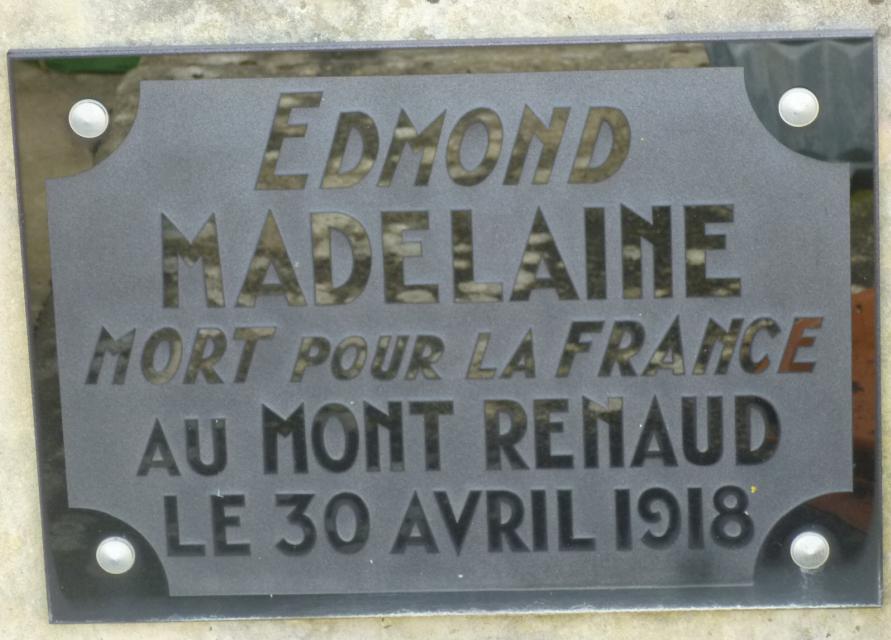 EDMOND
MADELAINE
MORT POUR LA FRANCE
AU MONT RENAUD
LE 30 AVRIL 1918